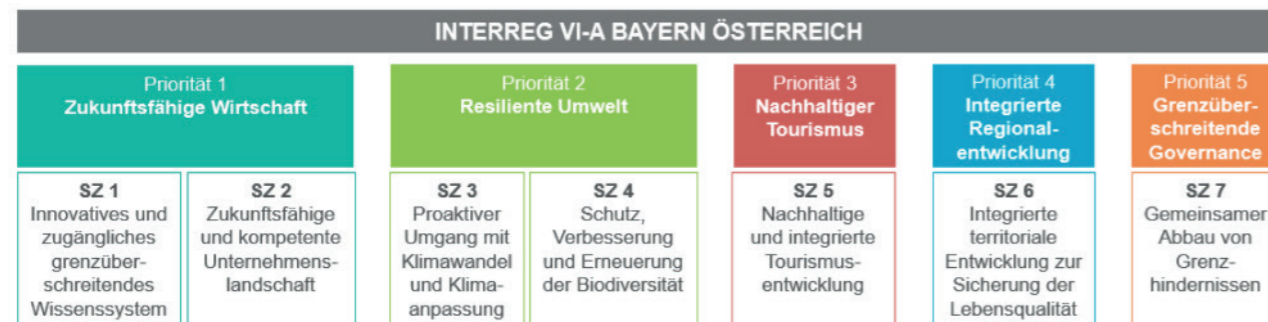 INTERREG VI-A BAYERN ÖSTERREICH
Priorität 1
Zukunftsfähige Wirtschaft
Priorität 2
Resiliente Umwelt
Priorität 3
Nachhaltiger
Tourismus
Priorität 4
Integrierte
Regional-
entwicklung
Priorität 5
Grenzüber-
schreitende
Governance
SZ 1
Innovatives und
zugängliches
grenzüber-
schreitendes
Wissenssystem
SZ 2
Zukunftsfähige
und kompetente
Unternehmens-
landschaft
SZ 3
Proaktiver
Umgang mit
Klimawandel
und Klima-
anpassung
SZ 4
Schutz,
Verbesserung
und Erneuerung
der Biodiversität
SZ 5
Nachhaltige
und integrierte
Tourismus-
entwicklung
SZ 6
Integrierte
territoriale
Entwicklung zur
Sicherung der
Lebensqualität
SZ 7
Gemeinsamer
Abbau von
Grenz-
hindernissen